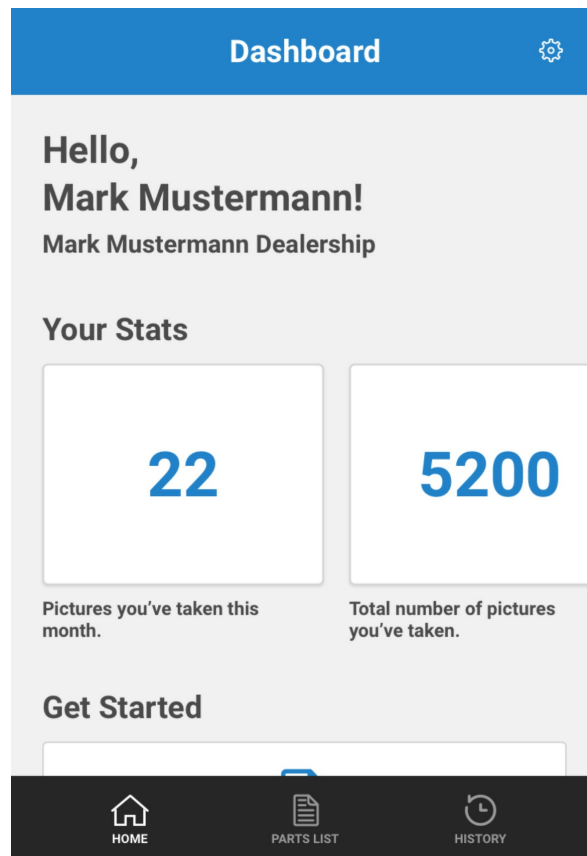 Dashboard
Hello,
Mark Mustermann!
Mark Mustermann Dealership
Your Stats
22
5200
Pictures you’ve taken this
month.
Total number of pictures
you’ve taken.
Get Started
HOME
PARTS LIST
HISTORY